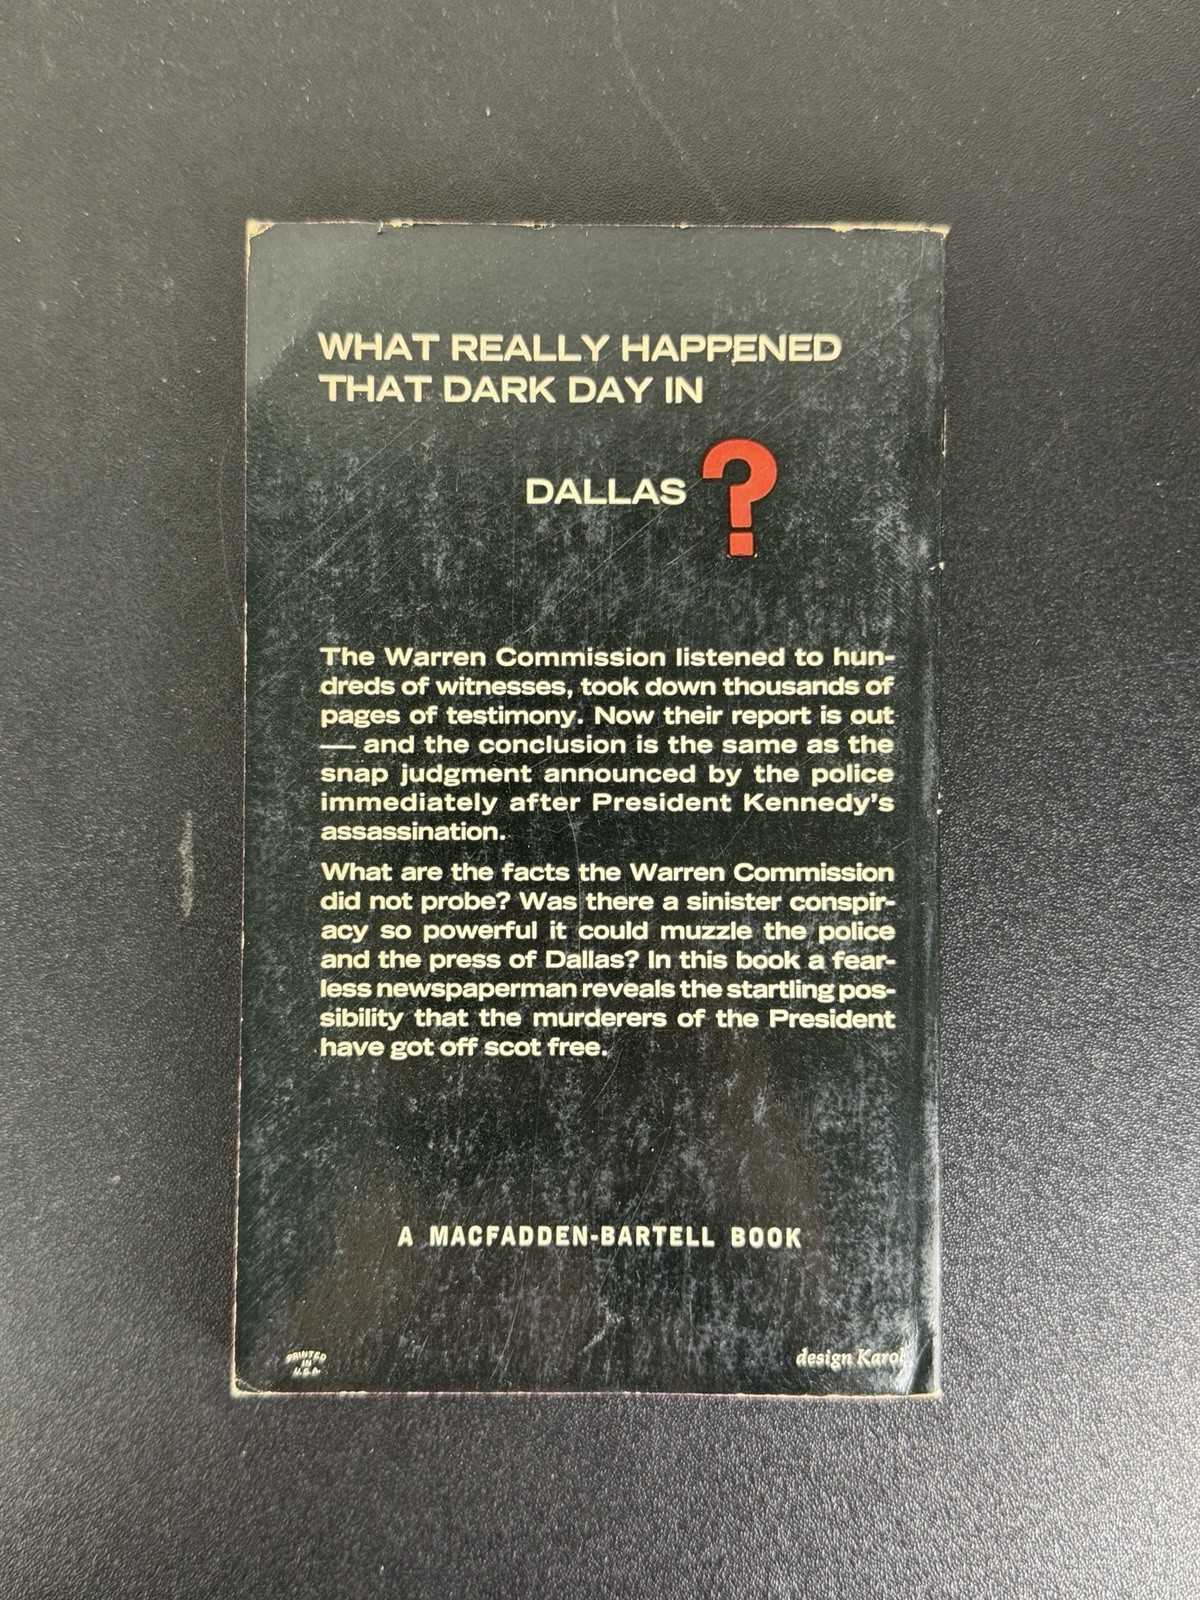 WHAT REALLY HAPPENED
THAT DARK DAY IN
DALLAS ?
The Warren Commission listened to hun-
dreds of witnesses, took down thousands of
pages of testimony. Now their report is out
— and the conclusion is the same as the
snap judgment announced by the police
immediately after President Kennedy's
assassination.
What are the facts the Warren Commission
did not probe? Was there a sinister conspir-
acy so powerful it could muzzle the police
and the press of Dallas? In this book a fear-
less newspaperman reveals the startling pos-
sibility that the murderers of the President
have got off scot free.
A MACFADDEN-BARTELL BOOK
PRINTED
IN
U.S.A.
design